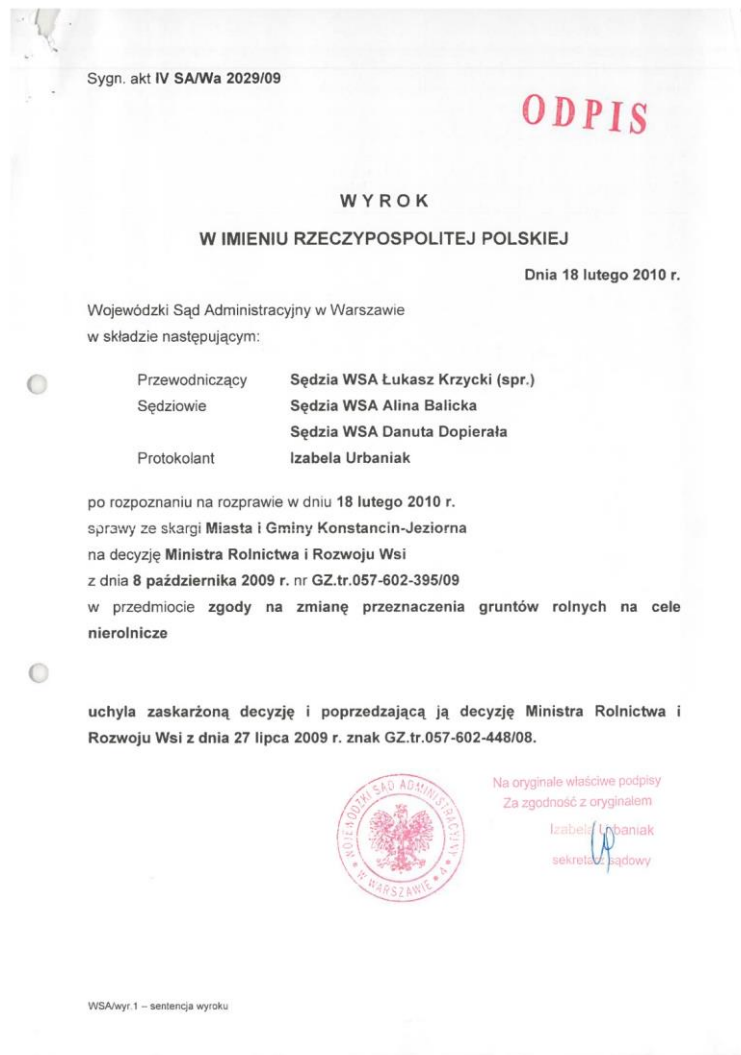 Sygn. akt IV SA/Wa 2029/09
ODPIS
WYROK
W IMIENIU RZECZYPOSPOLITEJ POLSKIEJ
Dnia 18 lutego 2010 r.
Wojewódzki Sąd Administracyjny w Warszawie
w składzie następującym:
Przewodniczący Sędzia WSA Łukasz Krzycki (spr.)
Sędziowie Sędzia WSA Alina Balicka
Sędzia WSA Danuta Dopierała
Protokolant Izabela Urbaniak
po rozpoznaniu na rozprawie w dniu 18 lutego 2010 r.
sprawy ze skargi Miasta i Gminy Konstancin-Jeziorna
na decyzję Ministra Rolnictwa i Rozwoju Wsi
z dnia 8 października 2009 r. nr GZ.tr.057-602-395/09
w przedmiocie zgody na zmianę przeznaczenia gruntów rolnych na cele
nierolnicze
uchyla zaskarżoną decyzję i poprzedzającą ją decyzję Ministra Rolnictwa i
Rozwoju Wsi z dnia 27 lipca 2009 r. znak GZ.tr.057-602-448/08.
WOJEWÓDZKI SĄD ADMINISTRACYJNY
W WARSZAWIE * 4 *
Na oryginale właściwe podpisy
Za zgodność z oryginałem
Izabela Urbaniak
sekretarz sądowy
WSA/wyr.1 – sentencja wyroku